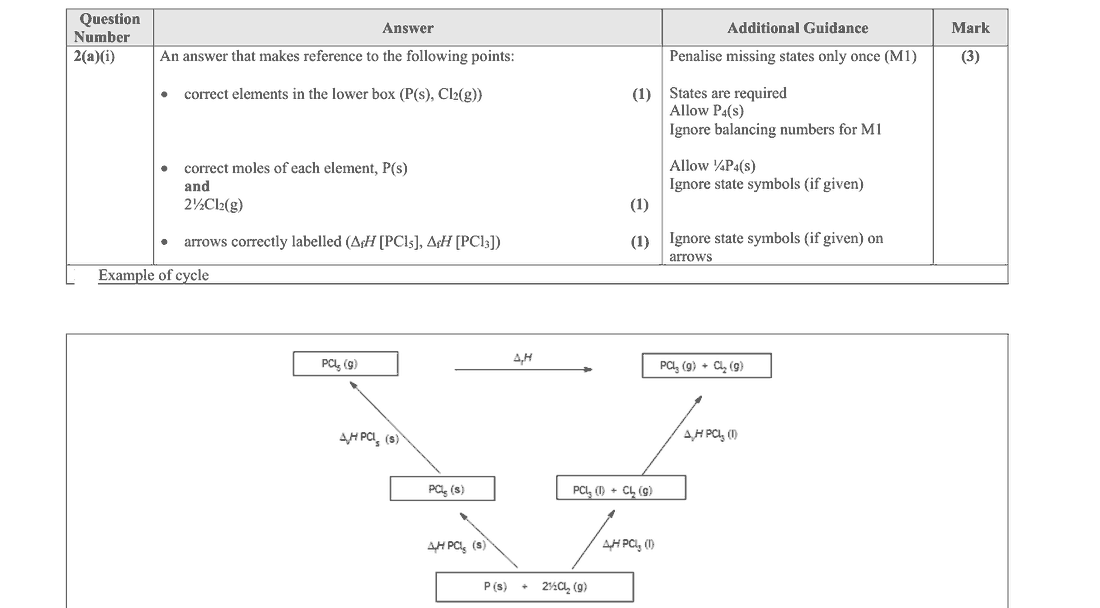 Question Number
Answer
Additional Guidance
Mark
2(a)(i)
An answer that makes reference to the following points:
Penalise missing states only once (M1)
(3)
• correct elements in the lower box (P(s), Cl₂(g))
(1)
States are required
Allow P₄(s)
Ignore balancing numbers for M1
• correct moles of each element, P(s)
and
2½Cl₂(g)
(1)
Allow ¼P₄(s)
Ignore state symbols (if given)
• arrows correctly labelled (ΔfH [PCl₅], ΔfH [PCl₃])
(1)
Ignore state symbols (if given) on
arrows
Example of cycle
PCl₅ (g)
ΔrH
PCl₃ (g) + Cl₂ (g)
ΔvH PCl₅ (s)
ΔvH PCl₃ (l)
PCl₅ (s)
PCl₃ (l) + Cl₂ (g)
ΔfH PCl₅ (s)
ΔfH PCl₃ (l)
P (s) + 2½Cl₂ (g)